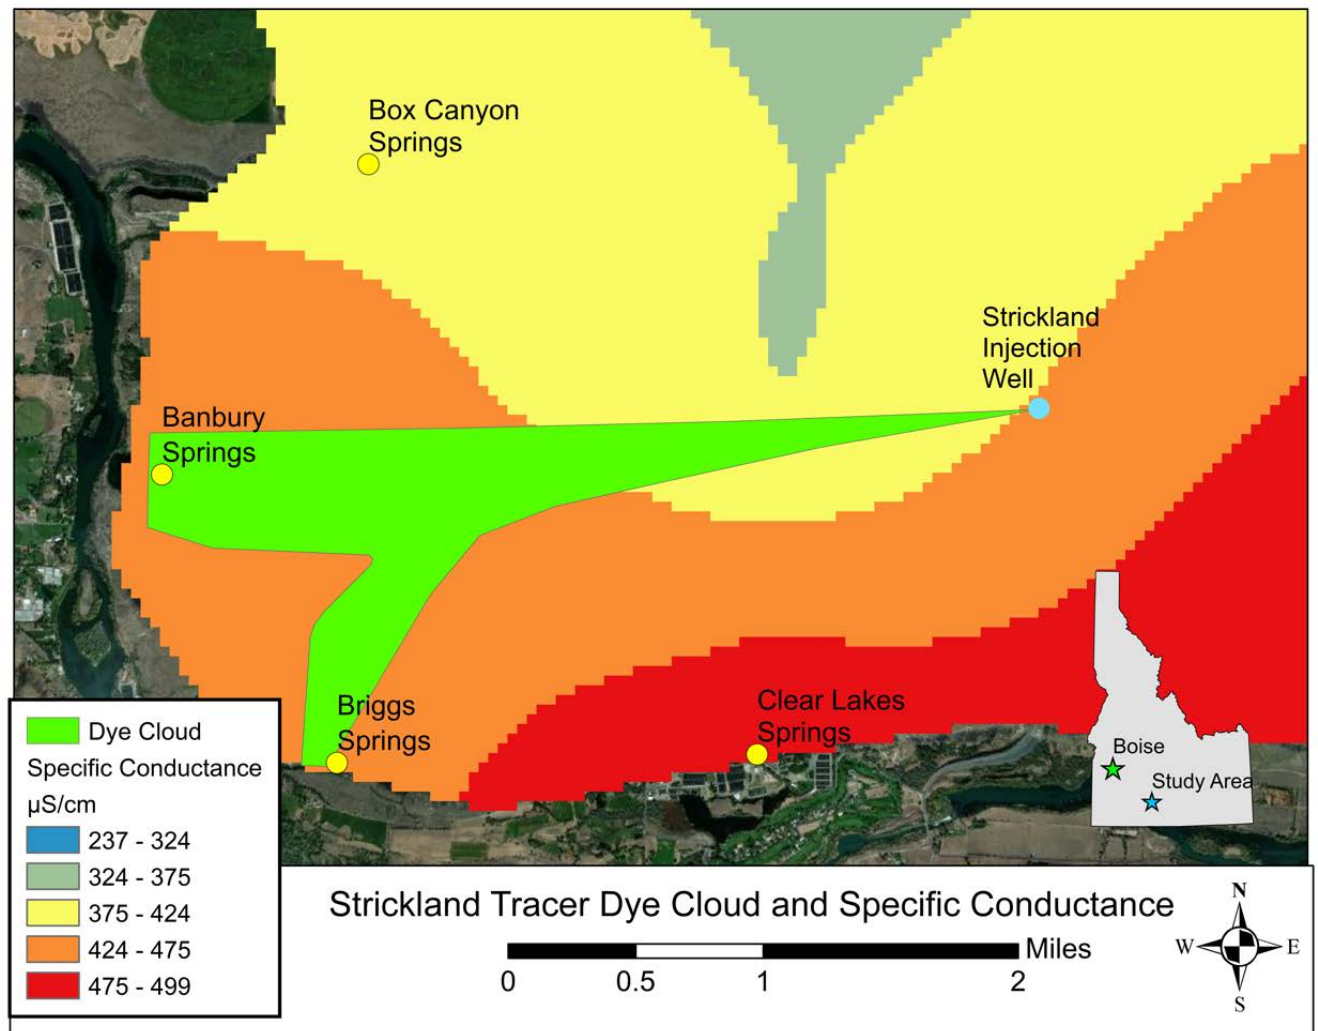 Box Canyon
Springs
Strickland
Injection
Well
Banbury
Springs
Briggs
Springs
Clear Lakes
Springs
Boise
Study Area
Dye Cloud
Specific Conductance
µS/cm
237 - 324
324 - 375
375 - 424
424 - 475
475 - 499
Strickland Tracer Dye Cloud and Specific Conductance
Miles
0 0.5 1 2
N
W E
S